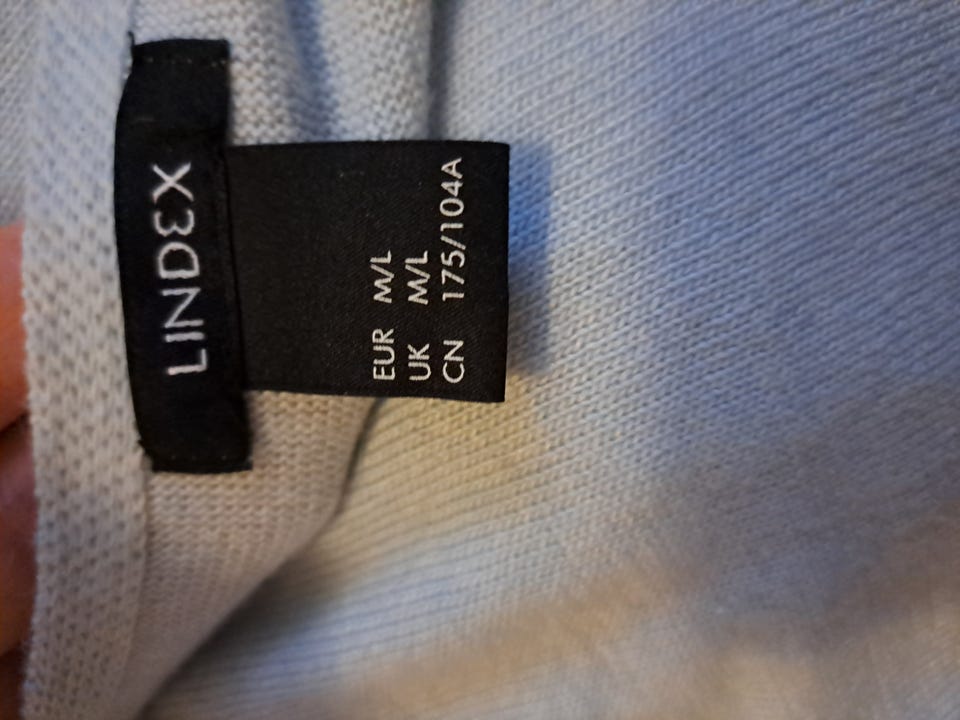 LINDEX
EUR M/L
UK M/L
CN 175/104A